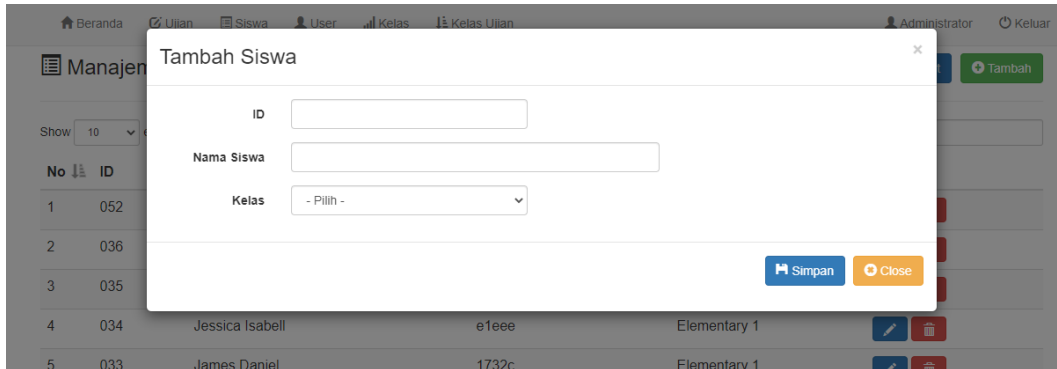 Beranda Ujian Siswa User Kelas Kelas Ujian Administrator Keluar
Tambah Siswa ×
Manajem Tambah
ID
Show 10
Nama Siswa
No ID
Kelas - Pilih -
1 052
2 036
Simpan Close
3 035
4 034 Jessica Isabell e1eee Elementary 1
5 033 James Daniel 1732c Elementary 1